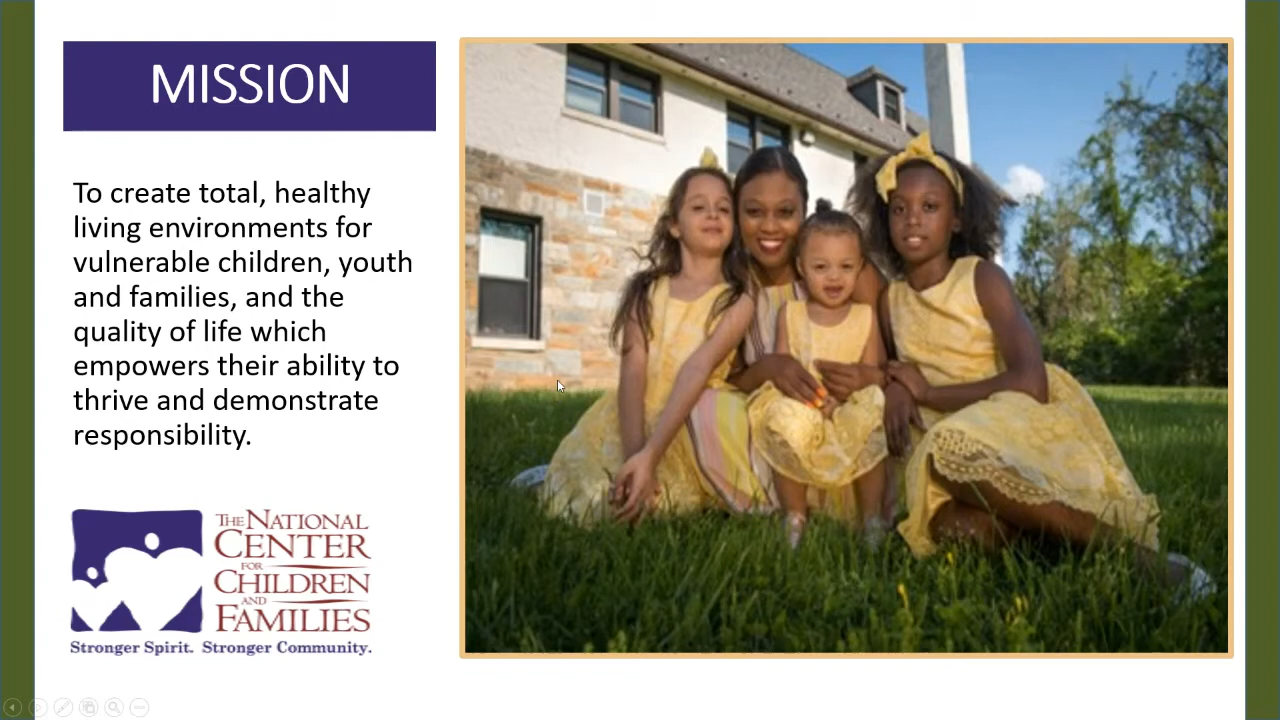 MISSION
To create total, healthy
living environments for
vulnerable children, youth
and families, and the
quality of life which
empowers their ability to
thrive and demonstrate
responsibility.
THE NATIONAL
CENTER
FOR
CHILDREN
AND
FAMILIES
Stronger Spirit. Stronger Community.